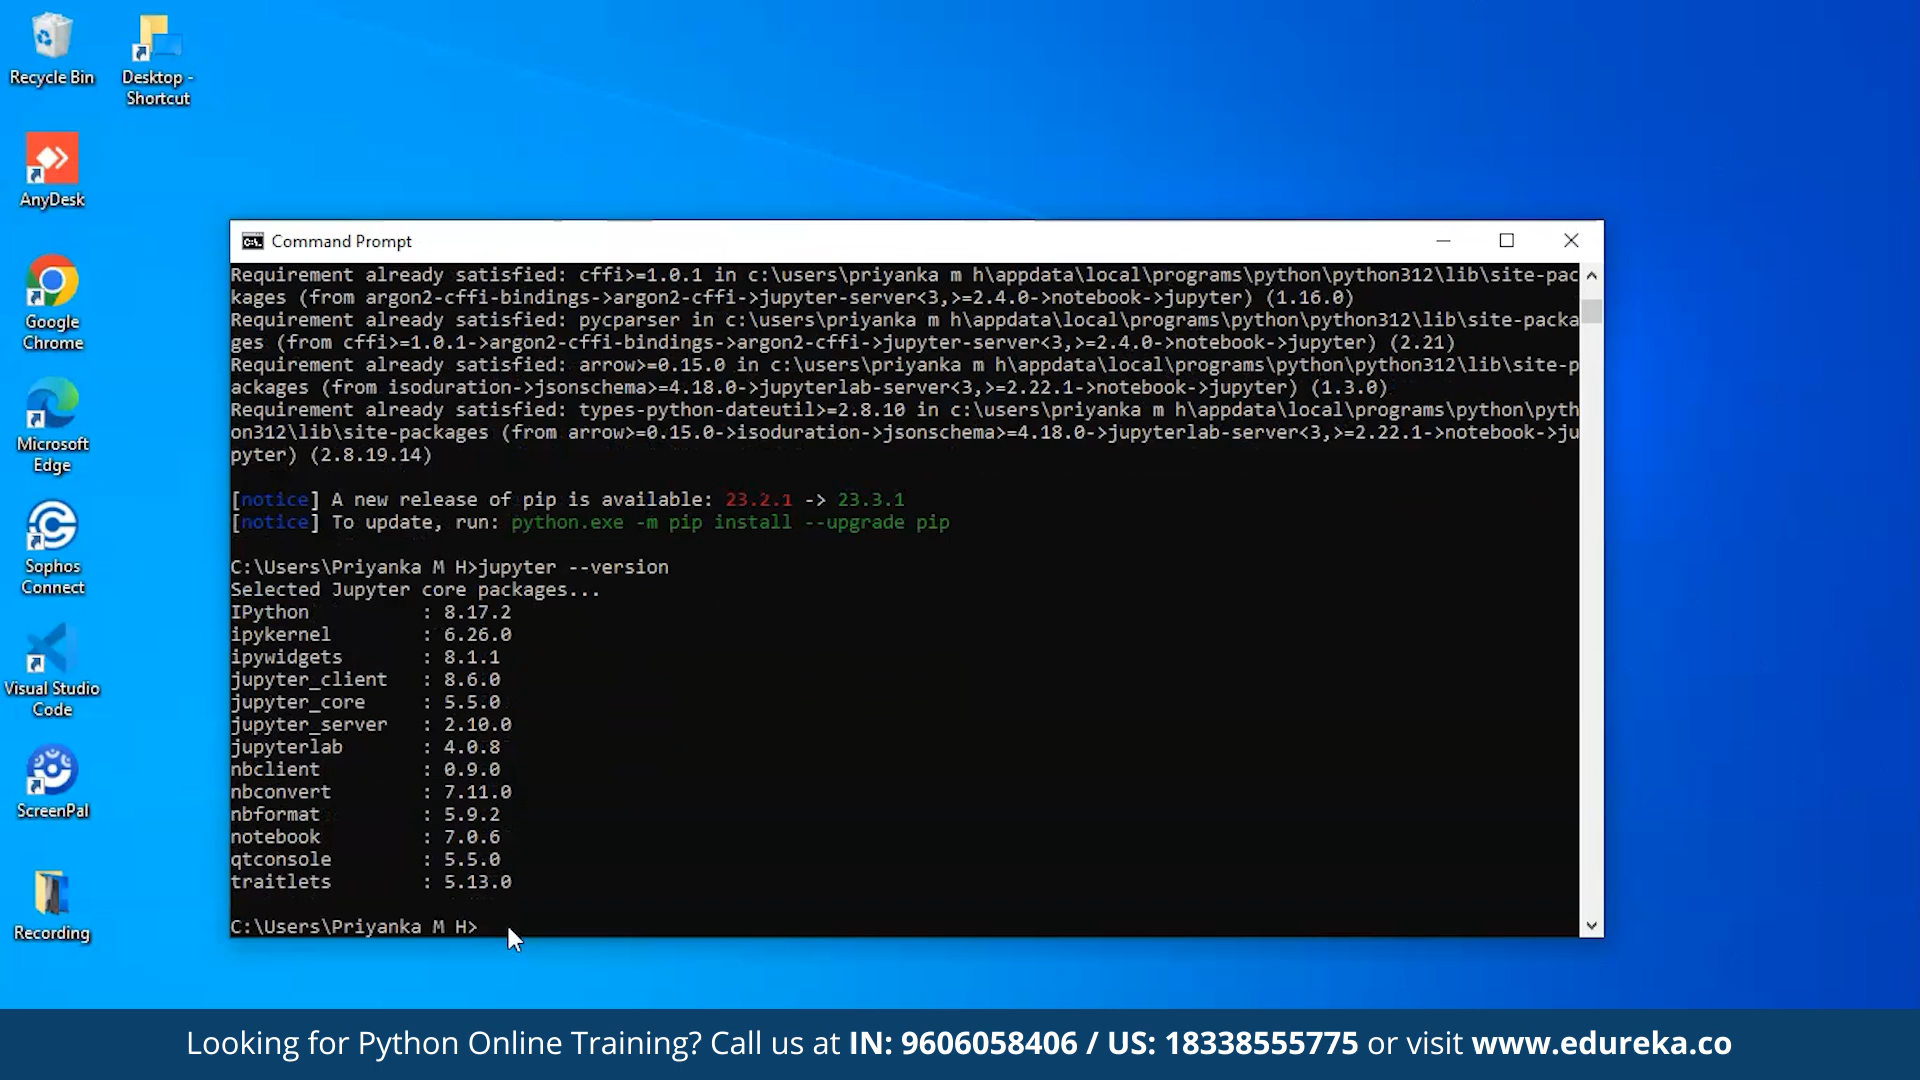 Recycle Bin
Desktop -
Shortcut
AnyDesk
Google
Chrome
Microsoft
Edge
Sophos
Connect
Visual Studio
Code
ScreenPal
Recording
Command Prompt
Requirement already satisfied: cffi>=1.0.1 in c:\users\priyanka m h\appdata\local\programs\python\python312\lib\site-pac
kages (from argon2-cffi-bindings->argon2-cffi->jupyter-server<3,>=2.4.0->notebook->jupyter) (1.16.0)
Requirement already satisfied: pycparser in c:\users\priyanka m h\appdata\local\programs\python\python312\lib\site-packa
ges (from cffi>=1.0.1->argon2-cffi-bindings->argon2-cffi->jupyter-server<3,>=2.4.0->notebook->jupyter) (2.21)
Requirement already satisfied: arrow>=0.15.0 in c:\users\priyanka m h\appdata\local\programs\python\python312\lib\site-p
ackages (from isoduration->jsonschema>=4.18.0->jupyterlab-server<3,>=2.22.1->notebook->jupyter) (1.3.0)
Requirement already satisfied: types-python-dateutil>=2.8.10 in c:\users\priyanka m h\appdata\local\programs\python\pyth
on312\lib\site-packages (from arrow>=0.15.0->isoduration->jsonschema>=4.18.0->jupyterlab-server<3,>=2.22.1->notebook->ju
pyter) (2.8.19.14)
[notice] A new release of pip is available: 23.2.1 -> 23.3.1
[notice] To update, run: python.exe -m pip install --upgrade pip
C:\Users\Priyanka M H>jupyter --version
Selected Jupyter core packages...
IPython : 8.17.2
ipykernel : 6.26.0
ipywidgets : 8.1.1
jupyter_client : 8.6.0
jupyter_core : 5.5.0
jupyter_server : 2.10.0
jupyterlab : 4.0.8
nbclient : 0.9.0
nbconvert : 7.11.0
nbformat : 5.9.2
notebook : 7.0.6
qtconsole : 5.5.0
traitlets : 5.13.0
C:\Users\Priyanka M H>
Looking for Python Online Training? Call us at IN: 9606058406 / US: 18338555775 or visit www.edureka.co